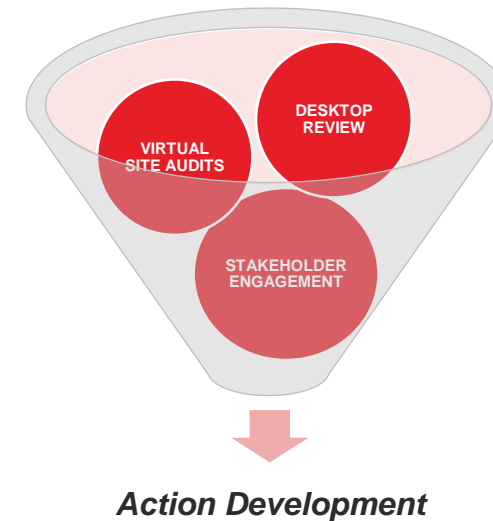 DESKTOP
REVIEW
VIRTUAL
SITE AUDITS
STAKEHOLDER
ENGAGEMENT
Action Development